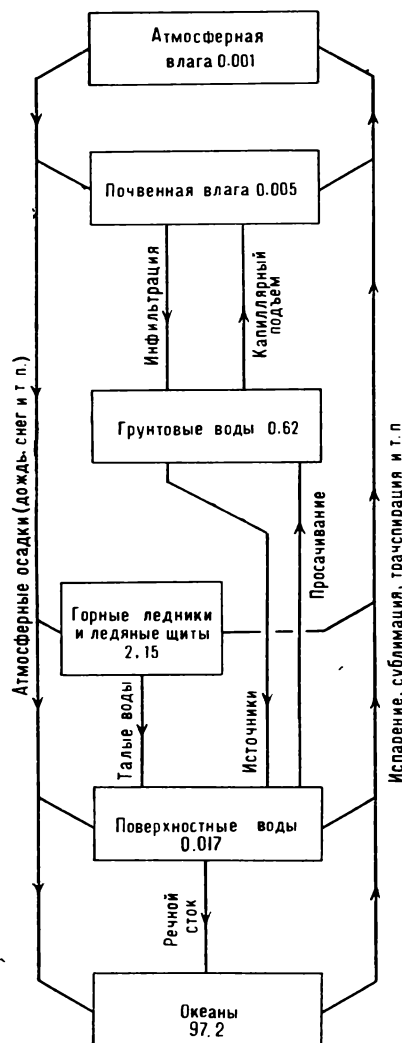 Атмосферная
влага 0.001
Почвенная влага 0.005
Инфильтрация
Капиллярный
подъем
Грунтовые воды 0.62
Атмосферные осадки (дождь. снег и т п.)
Просачивание
Испарение, сублимация, транспирация и т. п
Горные ледники
и ледяные щиты
2.15
Талые воды
Источники
Поверхностные воды
0.017
Речной
сток
Океаны
97.2